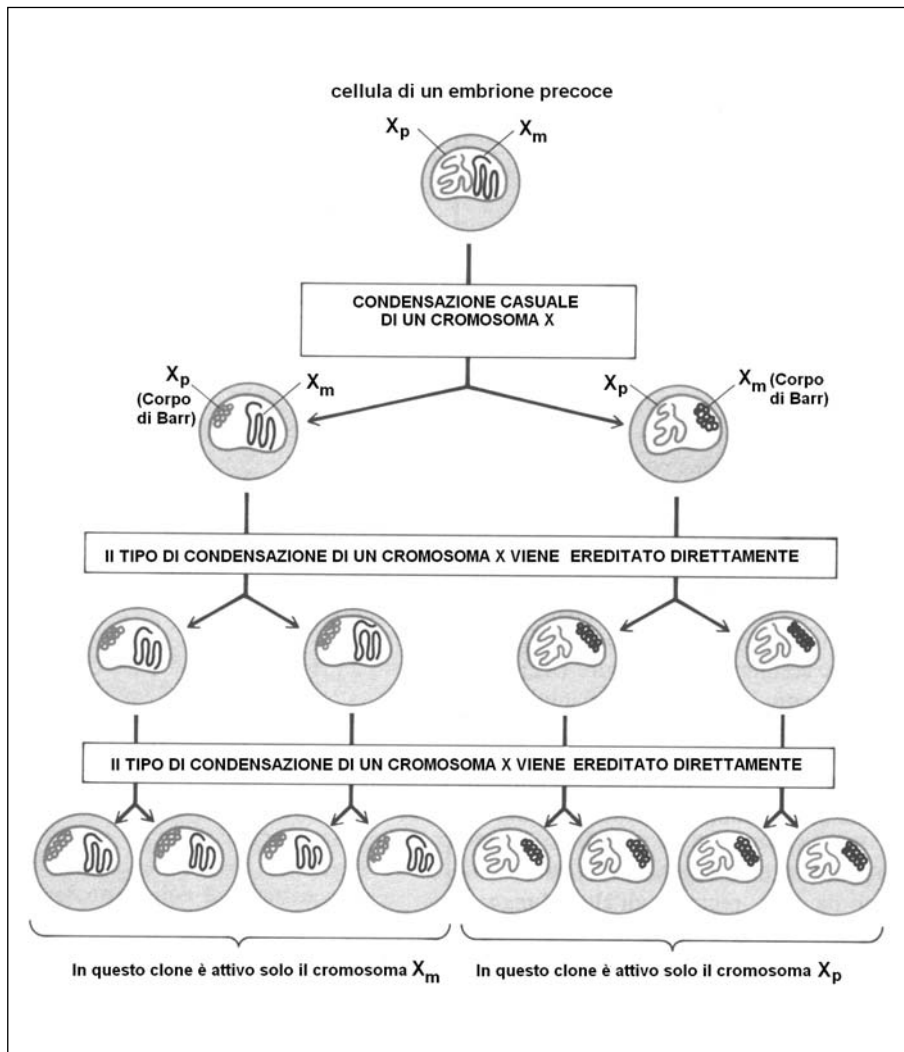 cellula di un embrione precoce
Xp
Xm
CONDENSAZIONE CASUALE
DI UN CROMOSOMA X
Xp
(Corpo
di Barr)
Xm
Xp
Xm (Corpo
di Barr)
Il TIPO DI CONDENSAZIONE DI UN CROMOSOMA X VIENE EREDITATO DIRETTAMENTE
Il TIPO DI CONDENSAZIONE DI UN CROMOSOMA X VIENE EREDITATO DIRETTAMENTE
In questo clone è attivo solo il cromosoma Xm
In questo clone è attivo solo il cromosoma Xp